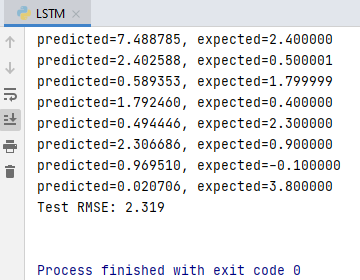 LSTM
predicted=7.488785, expected=2.400000
predicted=2.402588, expected=0.500001
predicted=0.589353, expected=1.799999
predicted=1.792460, expected=0.400000
predicted=0.494446, expected=2.300000
predicted=2.306686, expected=0.900000
predicted=0.969510, expected=-0.100000
predicted=0.020706, expected=3.800000
Test RMSE: 2.319
Process finished with exit code 0